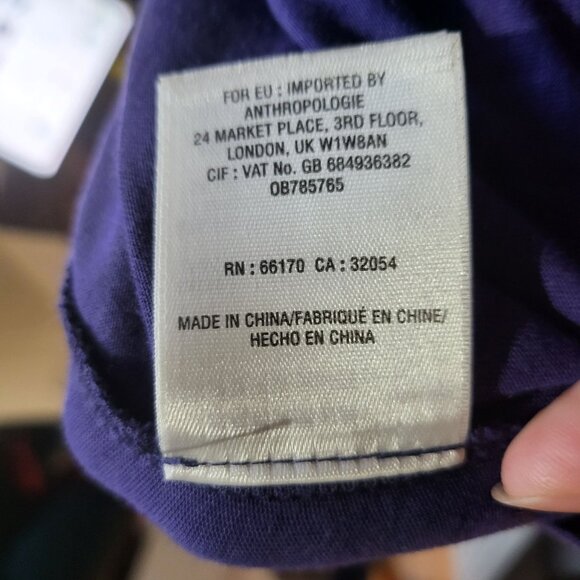 FOR EU : IMPORTED BY
ANTHROPOLOGIE
24 MARKET PLACE, 3RD FLOOR,
LONDON, UK W1W8AN
CIF : VAT No. GB 684936382
OB785765
RN : 66170 CA : 32054
MADE IN CHINA/FABRIQUÉ EN CHINE/
HECHO EN CHINA